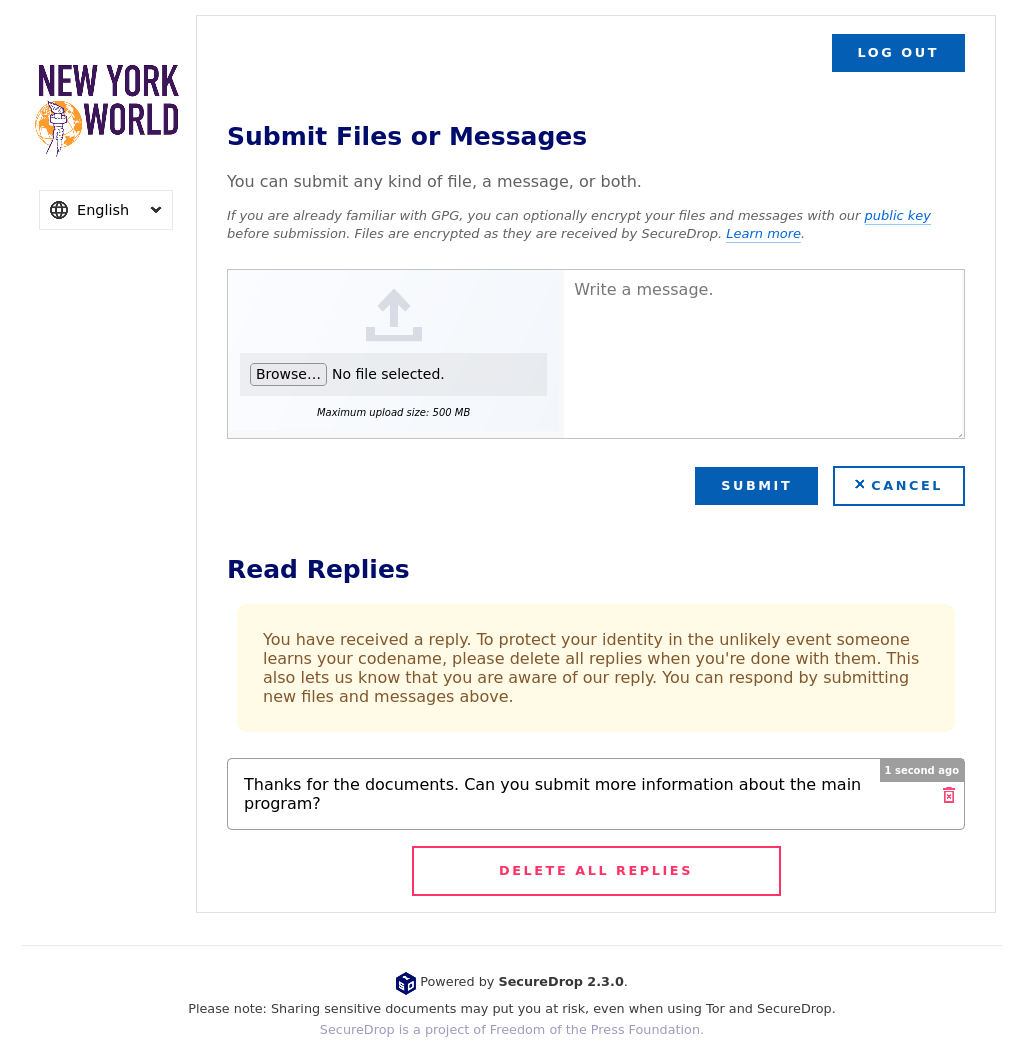 LOG OUT
NEW YORK
WORLD
English
Submit Files or Messages
You can submit any kind of file, a message, or both.
If you are already familiar with GPG, you can optionally encrypt your files and messages with our public key
before submission. Files are encrypted as they are received by SecureDrop. Learn more.
Write a message.
Browse... No file selected.
Maximum upload size: 500 MB
SUBMIT
✕ CANCEL
Read Replies
You have received a reply. To protect your identity in the unlikely event someone
learns your codename, please delete all replies when you're done with them. This
also lets us know that you are aware of our reply. You can respond by submitting
new files and messages above.
1 second ago
Thanks for the documents. Can you submit more information about the main
program?
DELETE ALL REPLIES
Powered by SecureDrop 2.3.0.
Please note: Sharing sensitive documents may put you at risk, even when using Tor and SecureDrop.
SecureDrop is a project of Freedom of the Press Foundation.